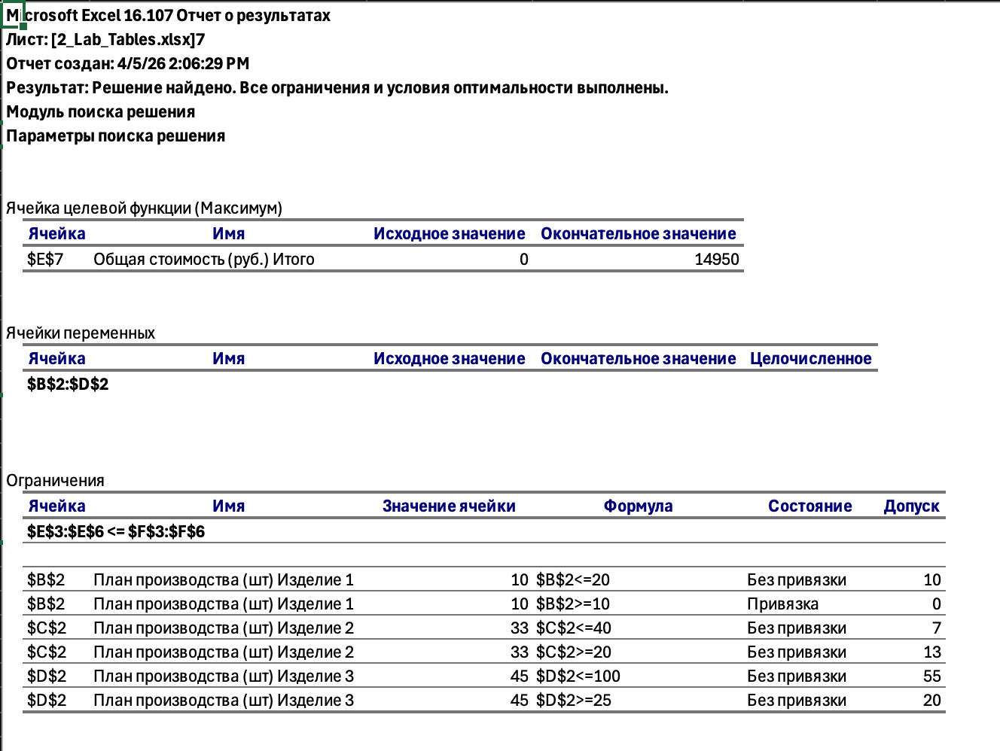 Microsoft Excel 16.107 Отчет о результатах
Лист: [2_Lab_Tables.xlsx]7
Отчет создан: 4/5/26 2:06:29 PM
Результат: Решение найдено. Все ограничения и условия оптимальности выполнены.
Модуль поиска решения
Параметры поиска решения
Ячейка целевой функции (Максимум)
Ячейка Имя Исходное значение Окончательное значение
$E$7 Общая стоимость (руб.) Итого 0 14950
Ячейки переменных
Ячейка Имя Исходное значение Окончательное значение Целочисленное
$B$2:$D$2
Ограничения
Ячейка Имя Значение ячейки Формула Состояние Допуск
$E$3:$E$6 <= $F$3:$F$6
$B$2 План производства (шт) Изделие 1 10 $B$2<=20 Без привязки 10
$B$2 План производства (шт) Изделие 1 10 $B$2>=10 Привязка 0
$C$2 План производства (шт) Изделие 2 33 $C$2<=40 Без привязки 7
$C$2 План производства (шт) Изделие 2 33 $C$2>=20 Без привязки 13
$D$2 План производства (шт) Изделие 3 45 $D$2<=100 Без привязки 55
$D$2 План производства (шт) Изделие 3 45 $D$2>=25 Без привязки 20